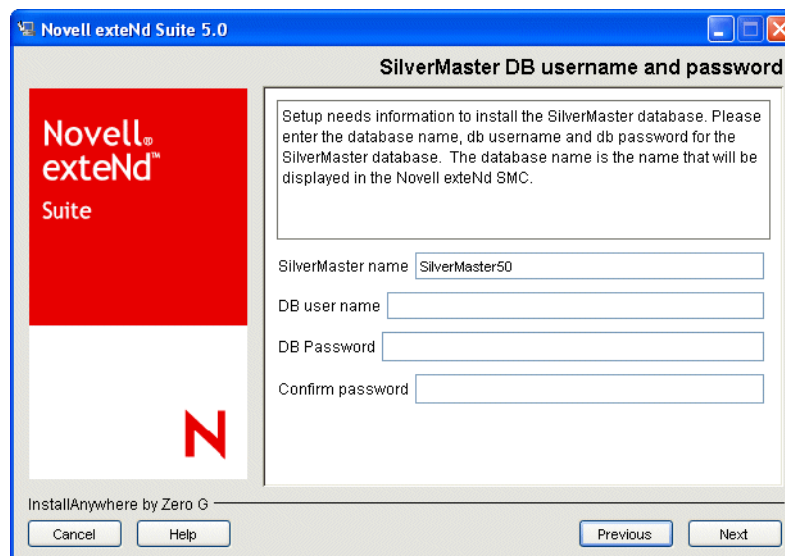 Novell exteNd Suite 5.0
SilverMaster DB username and password
Novell®
exteNd™
Suite
Setup needs information to install the SilverMaster database. Please
enter the database name, db username and db password for the
SilverMaster database. The database name is the name that will be
displayed in the Novell exteNd SMC.
SilverMaster name SilverMaster50
DB user name
DB Password
Confirm password
N
InstallAnywhere by Zero G
Cancel Help Previous Next